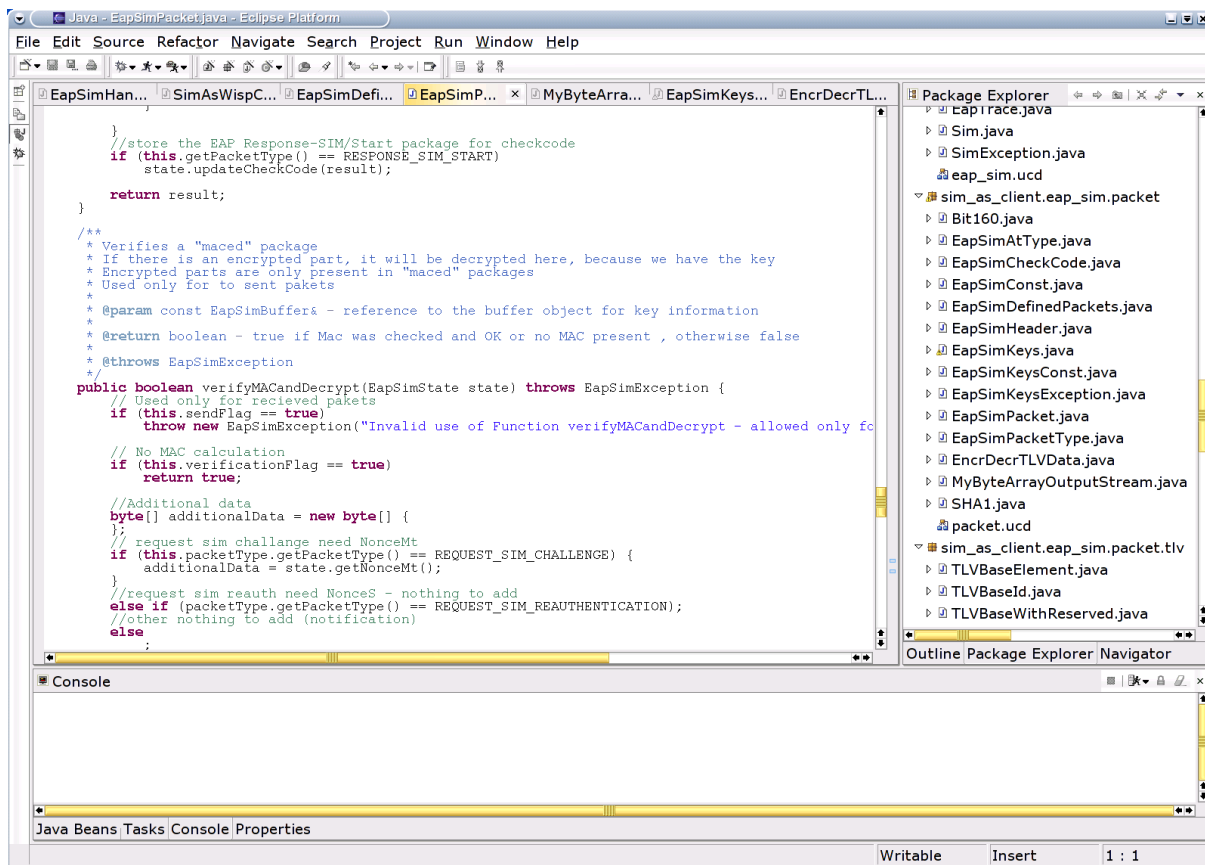 Java - EapSimPacket.java - Eclipse Platform
File Edit Source Refactor Navigate Search Project Run Window Help
EapSimHan... SimAsWispC... EapSimDefi... EapSimP... MyByteArra... EapSimKeys... EncrDecrTL...
}
}
//store the EAP Response-SIM/Start package for checkcode
if (this.getPacketType() == RESPONSE_SIM_START)
state.updateCheckCode(result);
return result;
}
/**
* Verifies a "maced" package
* If there is an encrypted part, it will be decrypted here, because we have the key
* Encrypted parts are only present in "maced" packages
* Used only for to sent pakets
*
* @param const EapSimBuffer& - reference to the buffer object for key information
*
* @return boolean - true if Mac was checked and OK or no MAC present , otherwise false
*
* @throws EapSimException
*/
public boolean verifyMACandDecrypt(EapSimState state) throws EapSimException {
// Used only for recieved pakets
if (this.sendFlag == true)
throw new EapSimException("Invalid use of Function verifyMACandDecrypt - allowed only fo
// No MAC calculation
if (this.verificationFlag == true)
return true;
//Additional data
byte[] additionalData = new byte[] {
};
// request sim challange need NonceMt
if (this.packetType.getPacketType() == REQUEST_SIM_CHALLENGE) {
additionalData = state.getNonceMt();
}
//request sim reauth need NonceS - nothing to add
else if (packetType.getPacketType() == REQUEST_SIM_REAUTHENTICATION);
//other nothing to add (notification)
else
;
Package Explorer
EapTrace.java
Sim.java
SimException.java
eap_sim.ucd
sim_as_client.eap_sim.packet
Bit160.java
EapSimAtType.java
EapSimCheckCode.java
EapSimConst.java
EapSimDefinedPackets.java
EapSimHeader.java
EapSimKeys.java
EapSimKeysConst.java
EapSimKeysException.java
EapSimPacket.java
EapSimPacketType.java
EncrDecrTLVData.java
MyByteArrayOutputStream.java
SHA1.java
packet.ucd
sim_as_client.eap_sim.packet.tlv
TLVBaseElement.java
TLVBaseId.java
TLVBaseWithReserved.java
Outline Package Explorer Navigator
Console
Java Beans Tasks Console Properties
Writable Insert 1 : 1